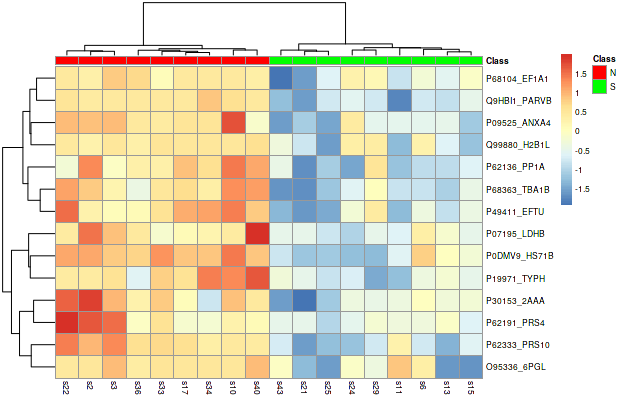 Class
P68104_EF1A1
Q9HBI1_PARVB
P09525_ANXA4
Q99880_H2B1L
P62136_PP1A
P68363_TBA1B
P49411_EFTU
P07195_LDHB
P0DMV9_HS71B
P19971_TYPH
P30153_2AAA
P62191_PRS4
P62333_PRS10
O95336_6PGL
s22 s2 s3 s36 s33 s17 s34 s10 s40 s43 s21 s25 s24 s29 s11 s6 s13 s15
1.5
1
0.5
0
-0.5
-1
-1.5
Class
N
S